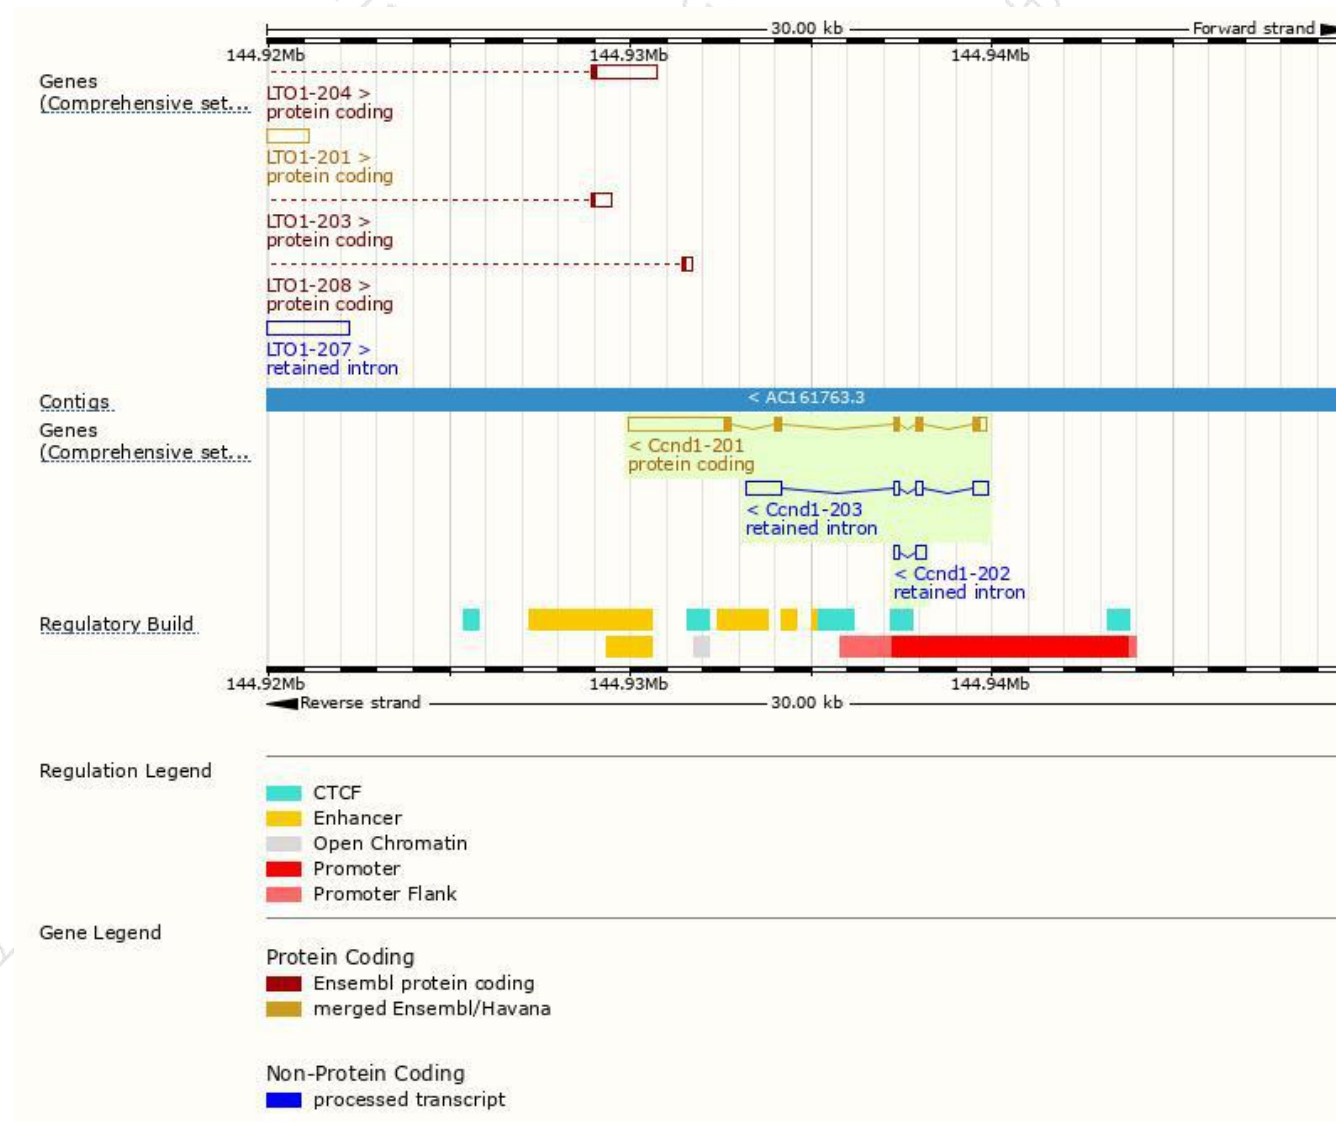 30.00 kb Forward strand
144.92Mb 144.93Mb 144.94Mb
Genes
(Comprehensive set...
LTO1-204 >
protein coding
LTO1-201 >
protein coding
LTO1-203 >
protein coding
LTO1-208 >
protein coding
LTO1-207 >
retained intron
Contigs
< AC161763.3
Genes
(Comprehensive set...
< Ccnd1-201
protein coding
< Ccnd1-203
retained intron
< Ccnd1-202
retained intron
Regulatory Build
144.92Mb 144.93Mb 144.94Mb
Reverse strand 30.00 kb
Regulation Legend
CTCF
Enhancer
Open Chromatin
Promoter
Promoter Flank
Gene Legend
Protein Coding
Ensembl protein coding
merged Ensembl/Havana
Non-Protein Coding
processed transcript